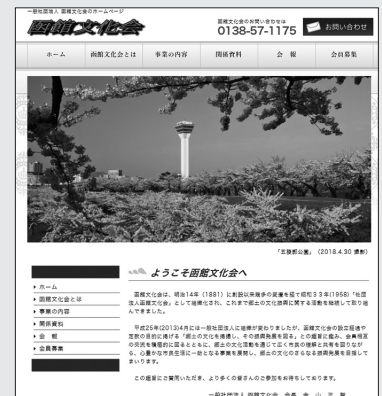 一般社団法人 函館文化会のホームページ
函館文化会
函館文化会のお問い合わせは
0138-57-1175
お問い合わせ
ホーム
函館文化会とは
事業の内容
関係資料
会 報
会員募集
「五稜郭公園」（2018.4.30 撮影）
ホーム
函館文化会とは
事業の内容
関係資料
会 報
会員募集
ようこそ函館文化会へ
函館文化会は、明治14年（1881）に創設以来幾多の変遷を経て昭和３３年(1958)「社団
法人函館文化会」として組織化され、これまで郷土の文化振興に関する活動を継続して取り組
んできました。
平成25年(2013)4月には一般社団法人に組織が変わりましたが、函館文化会の設立経過や
定款の目的に掲げる「郷土の文化を掘起し、その振興発展を図る」との趣旨に鑑み、会員相互
の交流を積極的に図るとともに、郷土の文化活動を通じて広く市民の理解と共有を図りなが
ら、心豊かな市民生活に一助となる事業を展開し、郷土の文化のさらなる振興発展を目指して
まいります。
この趣旨にご賛同いただき、より多くの皆さんのご参加をお待ちしております。
一般社団法人 函館文化会 会長